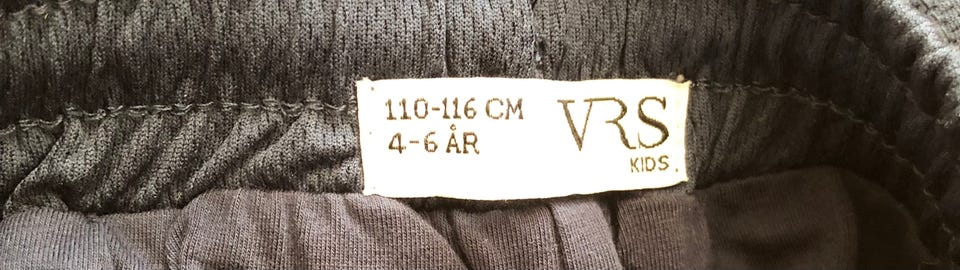 110-116 CM
4-6 ÅR
VRS
KIDS